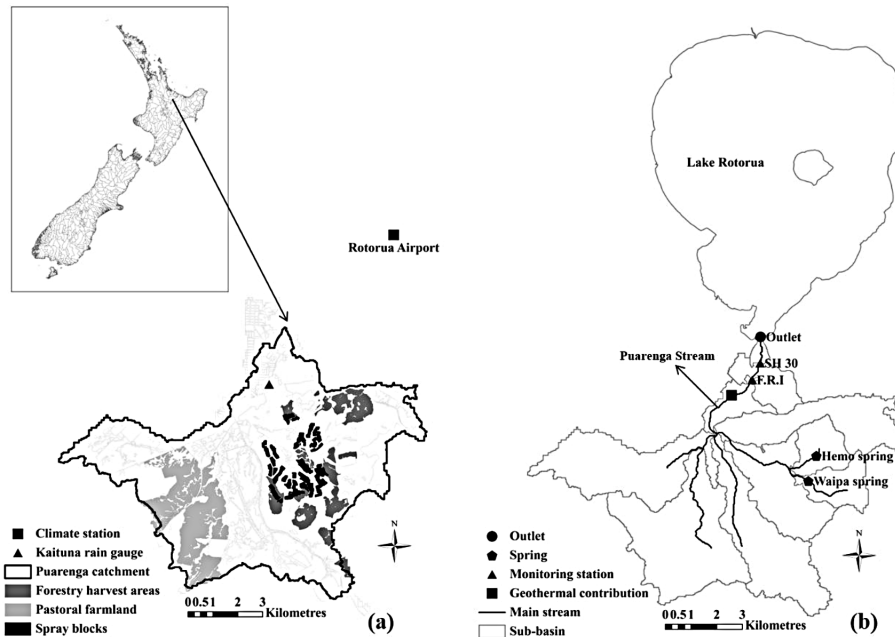 Rotorua Airport
N
Climate station
Kaituna rain gauge
Puarenga catchment
Forestry harvest areas
Pastoral farmland
Spray blocks
0 0.5 1 2 3
Kilometres
(a)
Lake Rotorua
Outlet
SH 30
F.R.I
Puarenga Stream
Hemo spring
Waipa spring
N
Outlet
Spring
Monitoring station
Geothermal contribution
Main stream
Sub-basin
0 0.5 1 2 3
Kilometres
(b)